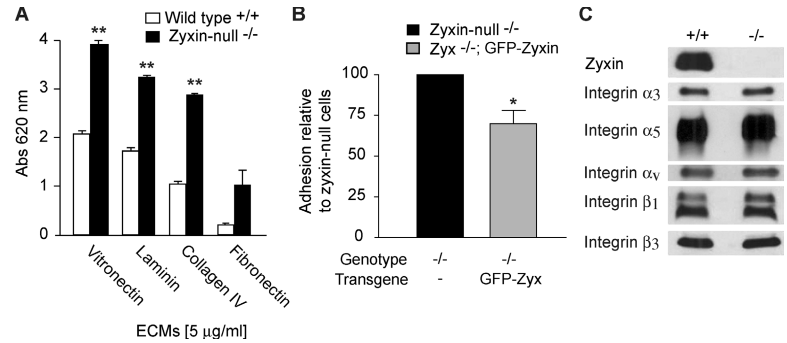 A
Wild type +/+
Zyxin-null -/-
Abs 620 nm
4
3
2
1
0
**
**
**
Vitronectin
Laminin
Collagen IV
Fibronectin
ECMs [5 µg/ml]
B
Zyxin-null -/-
Zyx -/-; GFP-Zyxin
Adhesion relative
to zyxin-null cells
100
75
50
25
0
*
Genotype -/- -/-
Transgene - GFP-Zyx
C
+/+ -/-
Zyxin
Integrin α3
Integrin α5
Integrin αv
Integrin β1
Integrin β3